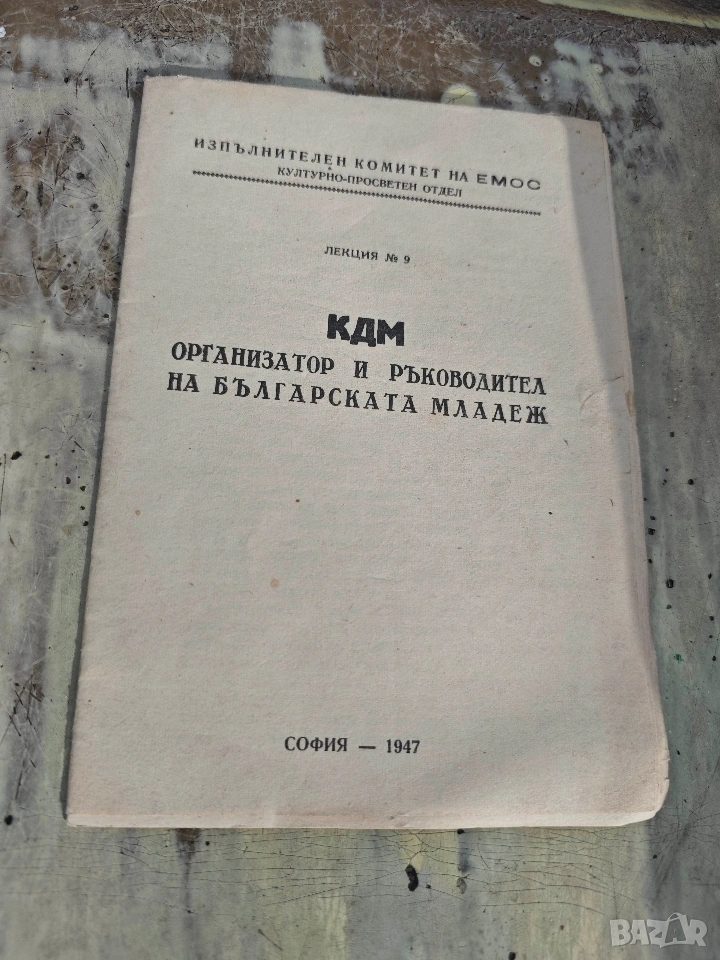 ИЗПЪЛНИТЕЛЕН КОМИТЕТ НА ЕМОС
КУЛТУРНО-ПРОСВЕТЕН ОТДЕЛ
ЛЕКЦИЯ № 9
КДМ
ОРГАНИЗАТОР И РЪКОВОДИТЕЛ
НА БЪЛГАРСКАТА МЛАДЕЖ
СОФИЯ — 1947
BAZAR